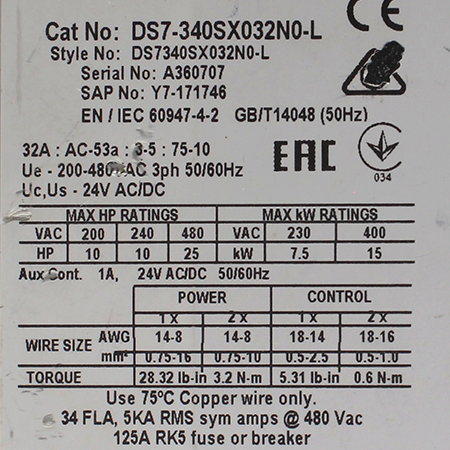 Cat No: DS7-340SX032N0-L
Style No: DS7340SX032N0-L
Serial No: A360707
SAP No: Y7-171746
EN / IEC 60947-4-2 GB/T14048 (50Hz)
32A : AC-53a : 3-5 : 75-10
Ue - 200-480 VAC 3ph 50/60Hz
Uc,Us - 24V AC/DC
EAC
034
MAX HP RATINGS MAX kW RATINGS
VAC 200 240 480 VAC 230 400
HP 10 10 25 kW 7.5 15
Aux Cont. 1A, 24V AC/DC 50/60Hz
POWER CONTROL
1 x 2 x 1 x 2 x
WIRE SIZE AWG 14-8 14-8 18-14 18-16
mm² 0.75-16 0.75-10 0.5-2.5 0.5-1.0
TORQUE 28.32 lb-in 3.2 N-m 5.31 lb-in 0.6 N-m
Use 75ºC Copper wire only.
34 FLA, 5KA RMS sym amps @ 480 Vac
125A RK5 fuse or breaker